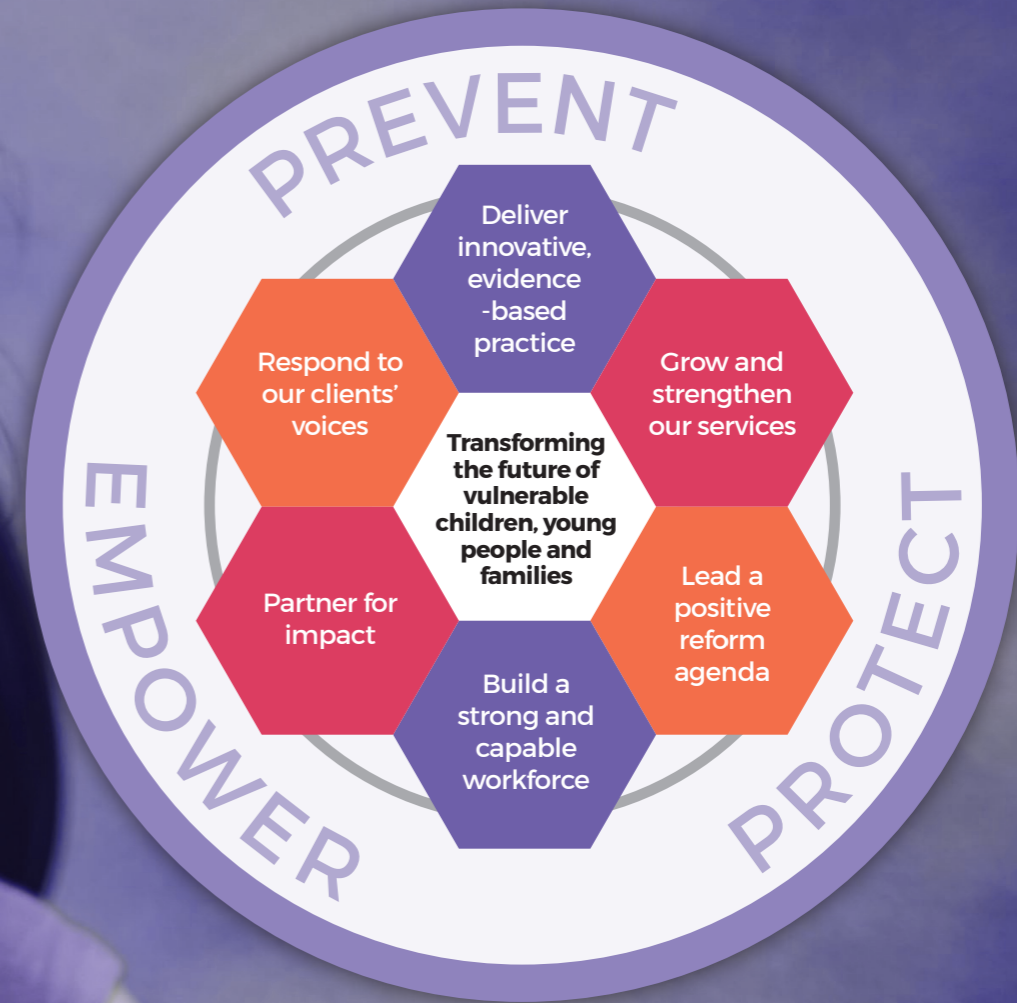 PREVENT
Deliver
innovative,
evidence
-based
practice
Respond to
our clients’
voices
Grow and
strengthen
our services
Transforming
the future of
vulnerable
children, young
people and
families
EMPOWER
PROTECT
Partner for
impact
Lead a
positive
reform
agenda
Build a
strong and
capable
workforce